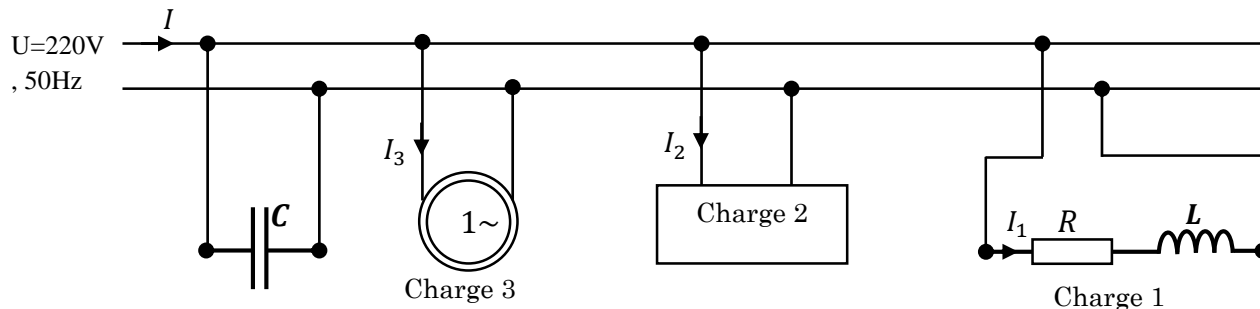 I
U=220V
, 50Hz
I₃
I₂
C
1~
Charge 2
I₁ R L
Charge 3
Charge 1